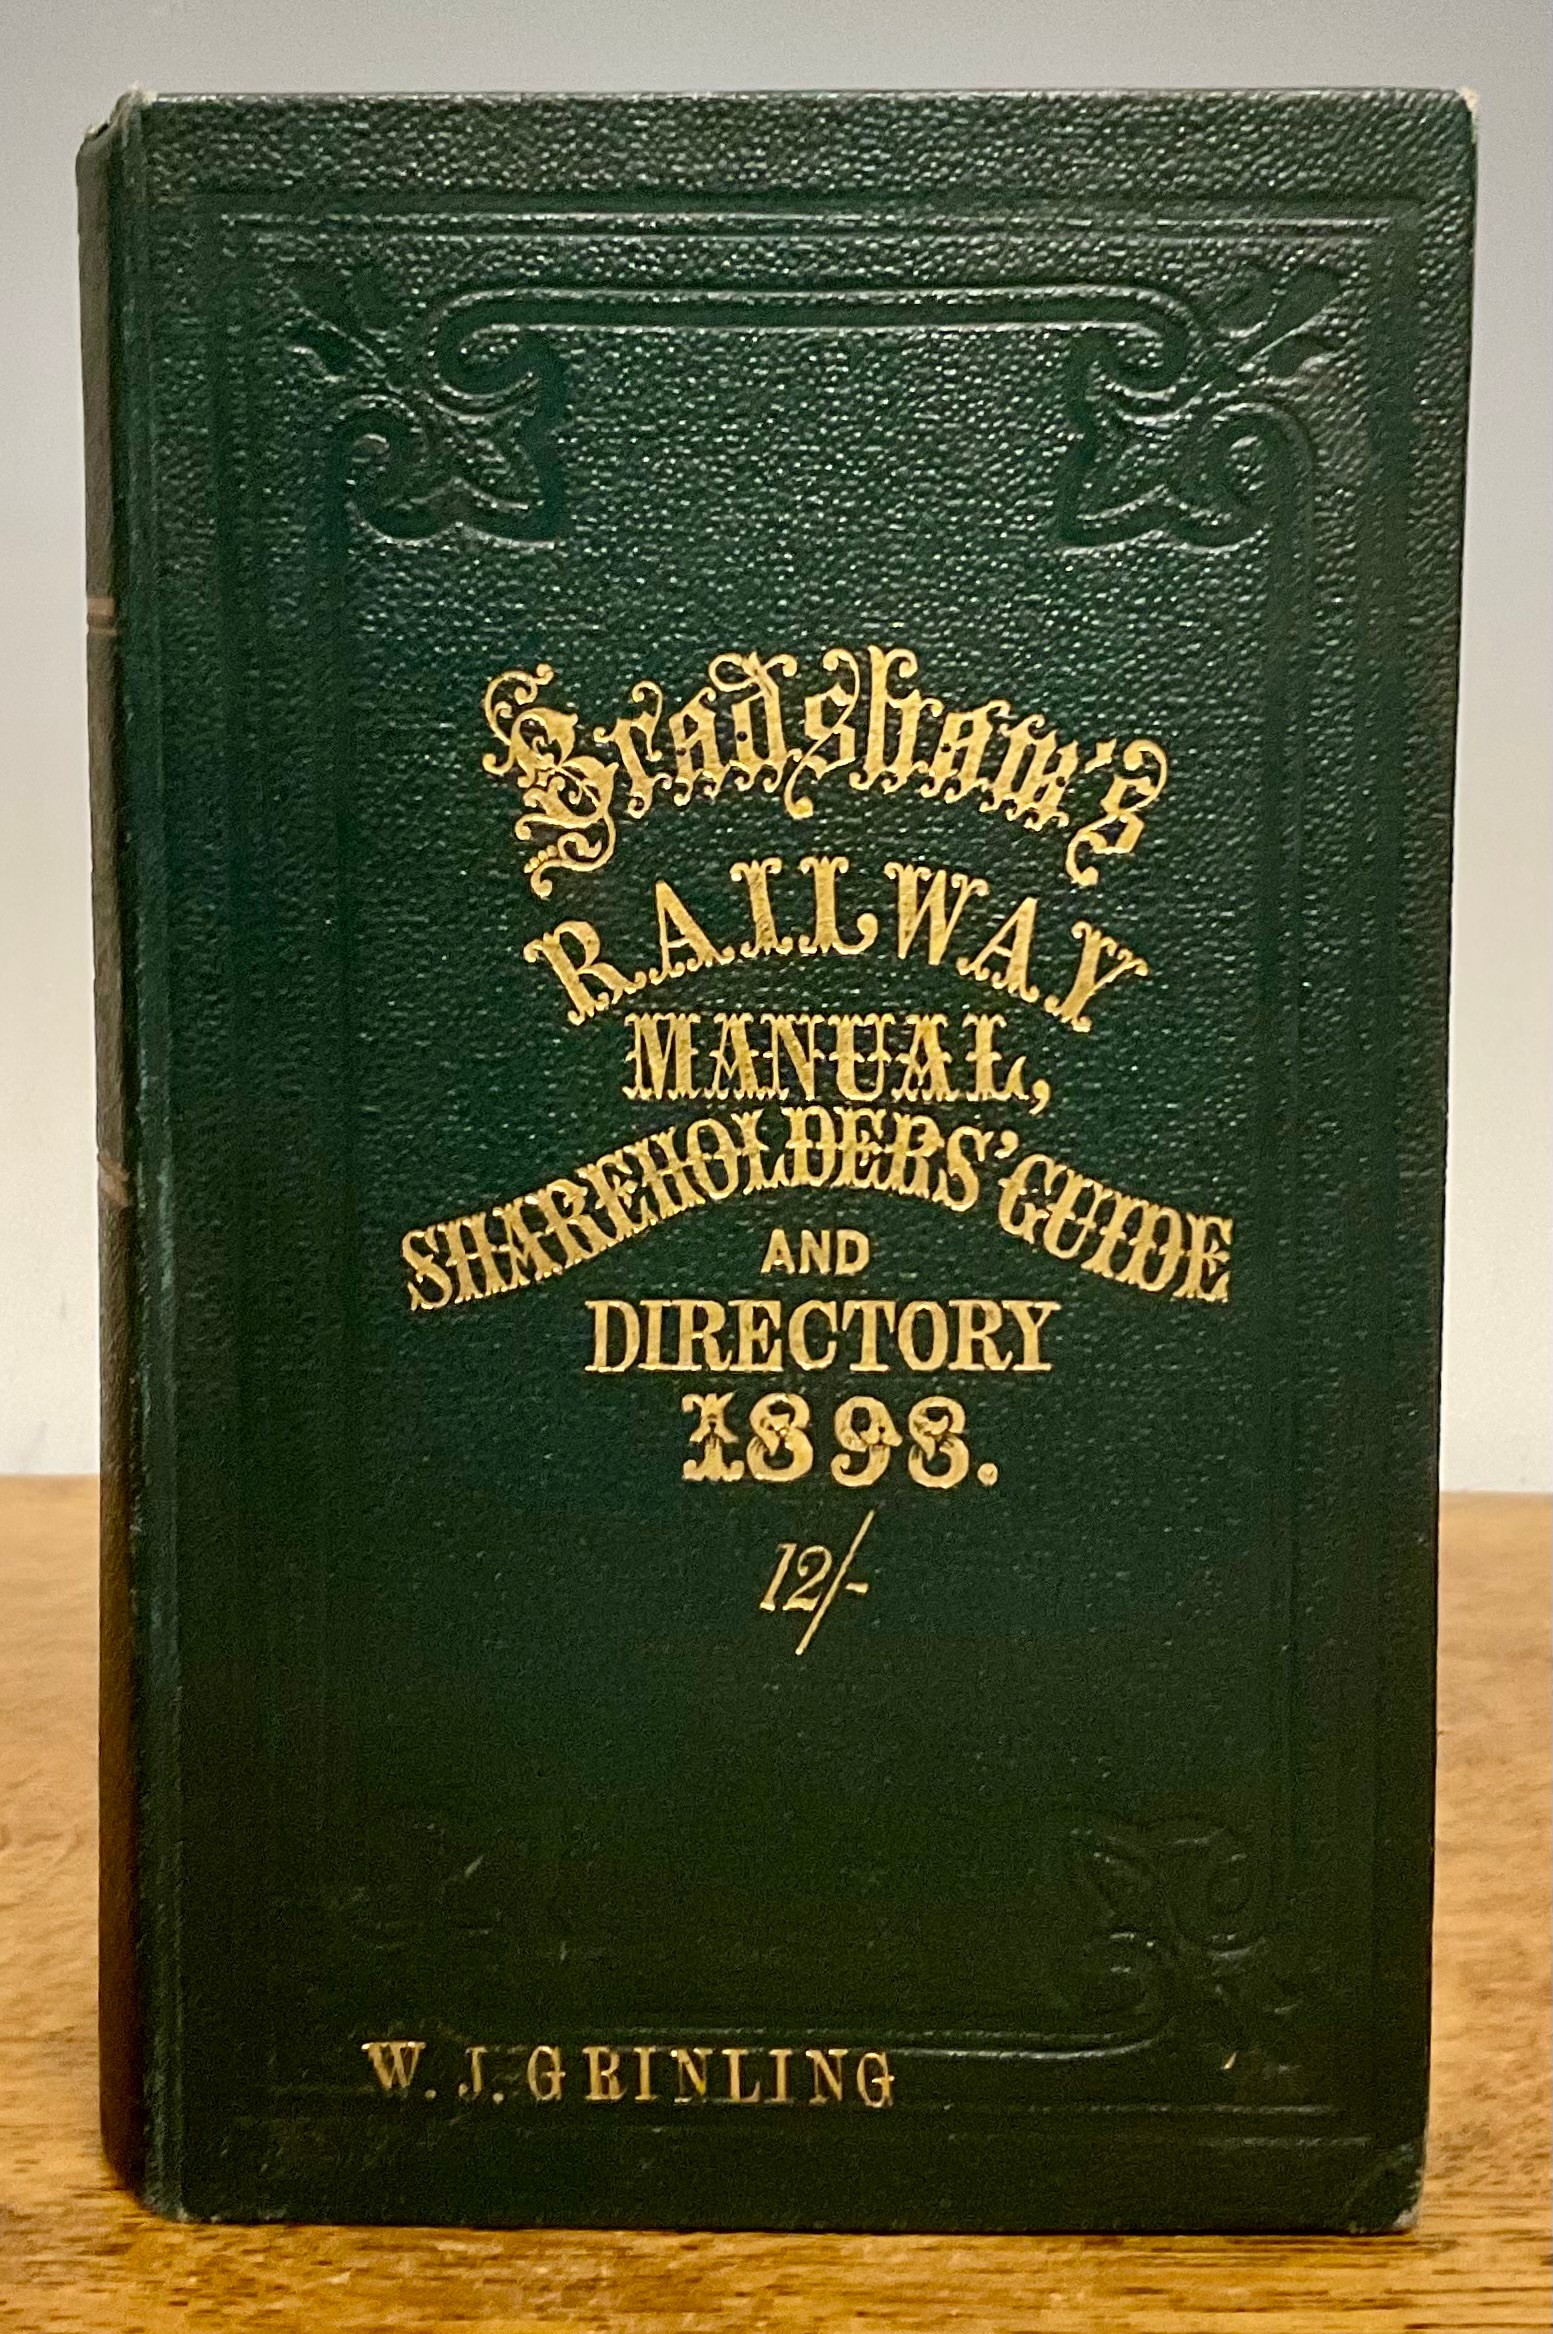 Bradshaw's
RAILWAY
MANUAL,
SHAREHOLDERS' GUIDE
AND
DIRECTORY
1898.
12/-
W. J. GRINLING